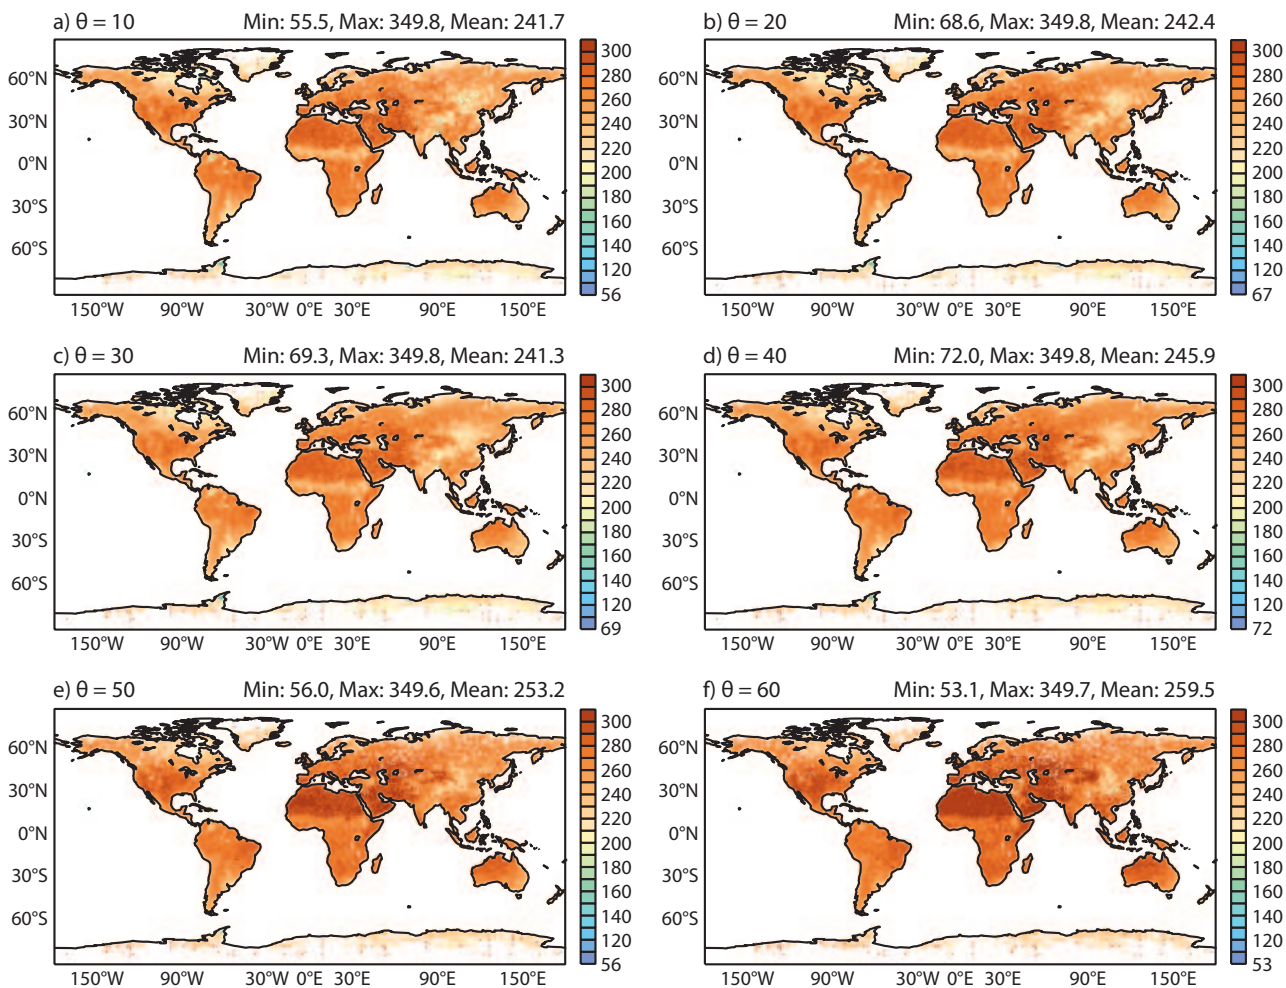 a) θ = 10 Min: 55.5, Max: 349.8, Mean: 241.7
60°N
30°N
0°N
30°S
60°S
150°W 90°W 30°W 0°E 30°E 90°E 150°E
300
280
260
240
220
200
180
160
140
120
56
b) θ = 20 Min: 68.6, Max: 349.8, Mean: 242.4
60°N
30°N
0°N
30°S
60°S
150°W 90°W 30°W 0°E 30°E 90°E 150°E
300
280
260
240
220
200
180
160
140
120
67
c) θ = 30 Min: 69.3, Max: 349.8, Mean: 241.3
60°N
30°N
0°N
30°S
60°S
150°W 90°W 30°W 0°E 30°E 90°E 150°E
300
280
260
240
220
200
180
160
140
120
69
d) θ = 40 Min: 72.0, Max: 349.8, Mean: 245.9
60°N
30°N
0°N
30°S
60°S
150°W 90°W 30°W 0°E 30°E 90°E 150°E
300
280
260
240
220
200
180
160
140
120
72
e) θ = 50 Min: 56.0, Max: 349.6, Mean: 253.2
60°N
30°N
0°N
30°S
60°S
150°W 90°W 30°W 0°E 30°E 90°E 150°E
300
280
260
240
220
200
180
160
140
120
56
f) θ = 60 Min: 53.1, Max: 349.7, Mean: 259.5
60°N
30°N
0°N
30°S
60°S
150°W 90°W 30°W 0°E 30°E 90°E 150°E
300
280
260
240
220
200
180
160
140
120
53